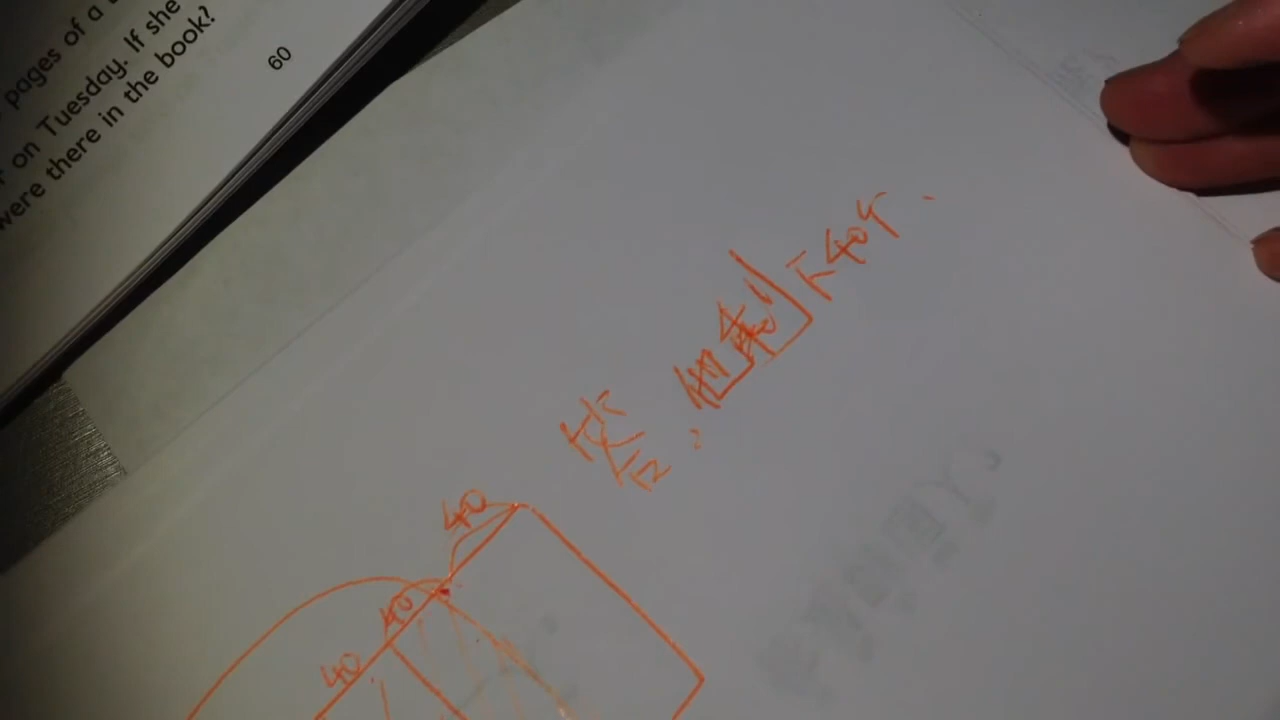 pages of a
on Tuesday. If she
were there in the book?
60
答:他剩下40个.
40
40
40